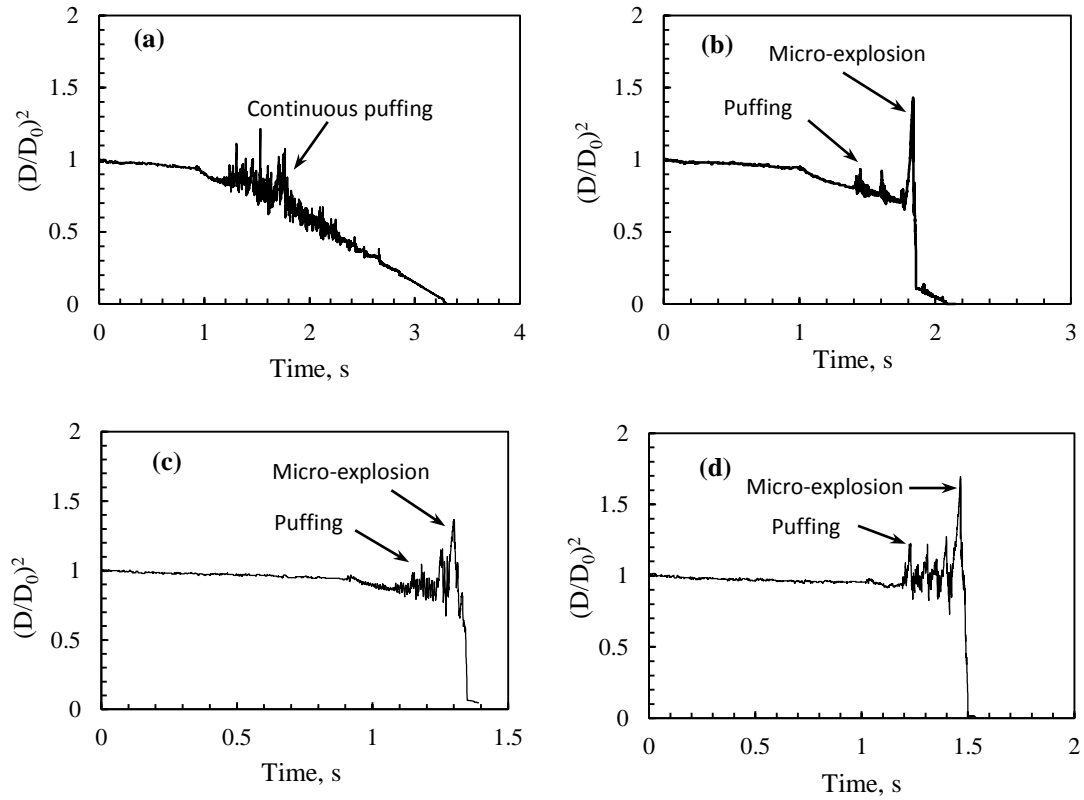 (a)
Continuous puffing
(D/D₀)²
2
1.5
1
0.5
0
0 1 2 3 4
Time, s
(b)
Micro-explosion
Puffing
(D/D₀)²
2
1.5
1
0.5
0
0 1 2 3
Time, s
(c)
Micro-explosion
Puffing
(D/D₀)²
2
1.5
1
0.5
0
0 0.5 1 1.5
Time, s
(d)
Micro-explosion
Puffing
(D/D₀)²
2
1.5
1
0.5
0
0 0.5 1 1.5 2
Time, s